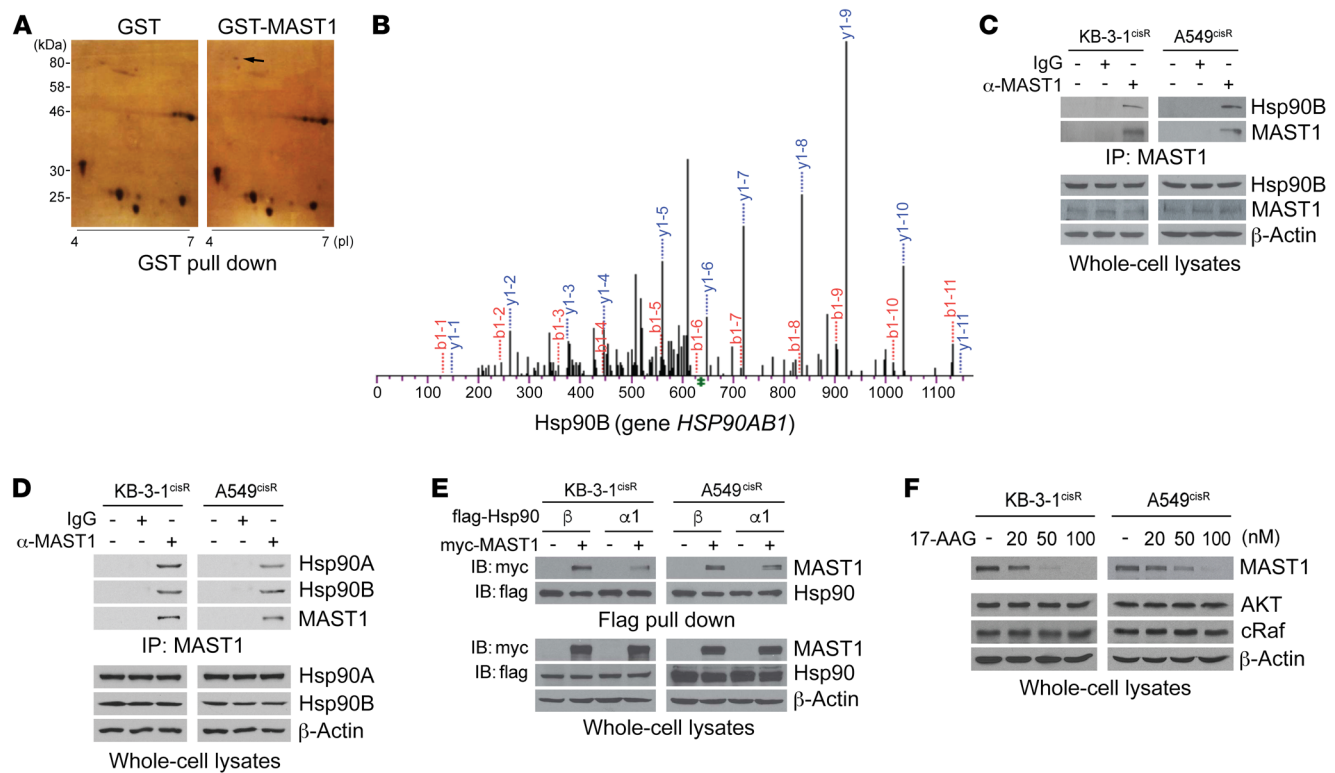 A
GST
GST-MAST1
(kDa)
80-
58-
46-
30-
25-
4
7
4
7 (pI)
GST pull down
B
b1-1
y1-1
b1-2
y1-2
b1-3
y1-3
b1-4
y1-4
b1-5
y1-5
b1-6
y1-6
b1-7
y1-7
b1-8
y1-8
b1-9
y1-9
b1-10
y1-10
b1-11
y1-11
0 100 200 300 400 500 600 700 800 900 1000 1100
Hsp90B (gene HSP90AB1)
C
KB-3-1cisR A549cisR
IgG - + - - + -
α-MAST1 - - + - - +
Hsp90B
MAST1
IP: MAST1
Hsp90B
MAST1
β-Actin
Whole-cell lysates
D
KB-3-1cisR A549cisR
IgG - + - - + -
α-MAST1 - - + - - +
Hsp90A
Hsp90B
MAST1
IP: MAST1
Hsp90A
Hsp90B
β-Actin
Whole-cell lysates
E
KB-3-1cisR A549cisR
flag-Hsp90 β α1 β α1
myc-MAST1 - + - + - + - +
IB: myc MAST1
IB: flag Hsp90
Flag pull down
IB: myc MAST1
IB: flag Hsp90
β-Actin
Whole-cell lysates
F
KB-3-1cisR A549cisR
17-AAG - 20 50 100 - 20 50 100 (nM)
MAST1
AKT
cRaf
β-Actin
Whole-cell lysates